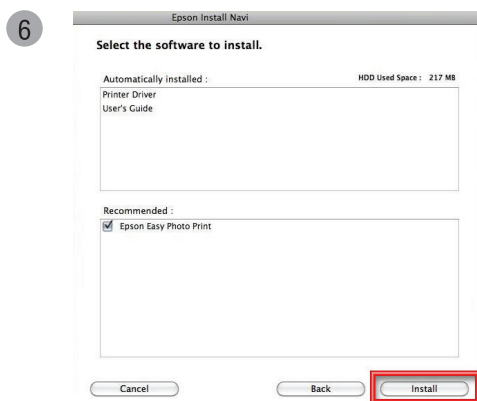 6
Epson Install Navi
Select the software to install.
Automatically installed : HDD Used Space : 217 MB
Printer Driver
User's Guide
Recommended :
Epson Easy Photo Print
Cancel Back Install